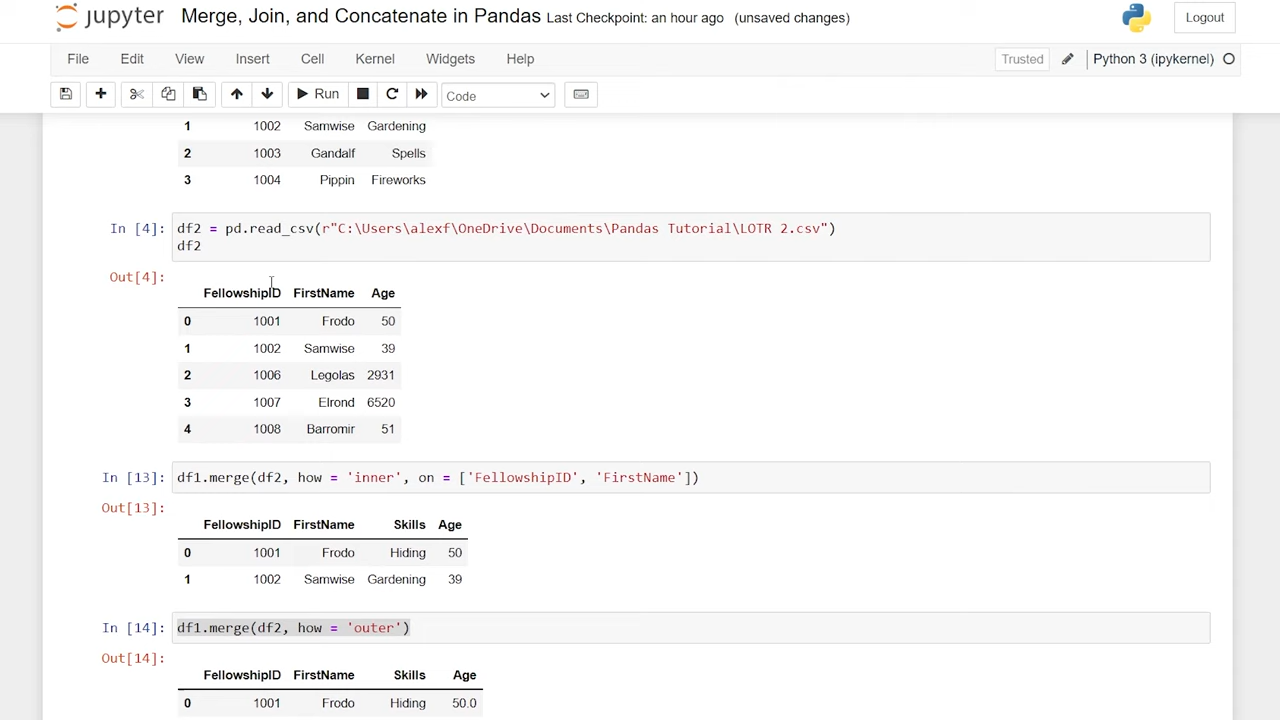 jupyter Merge, Join, and Concatenate in Pandas Last Checkpoint: an hour ago (unsaved changes) Logout
File Edit View Insert Cell Kernel Widgets Help Trusted Python 3 (ipykernel)
Run Code
1 1002 Samwise Gardening
2 1003 Gandalf Spells
3 1004 Pippin Fireworks
In [4]: df2 = pd.read_csv(r"C:\Users\alexf\OneDrive\Documents\Pandas Tutorial\LOTR 2.csv")
df2
Out[4]:
FellowshipID FirstName Age
0 1001 Frodo 50
1 1002 Samwise 39
2 1006 Legolas 2931
3 1007 Elrond 6520
4 1008 Barromir 51
In [13]: df1.merge(df2, how = 'inner', on = ['FellowshipID', 'FirstName'])
Out[13]:
FellowshipID FirstName Skills Age
0 1001 Frodo Hiding 50
1 1002 Samwise Gardening 39
In [14]: df1.merge(df2, how = 'outer')
Out[14]:
FellowshipID FirstName Skills Age
0 1001 Frodo Hiding 50.0